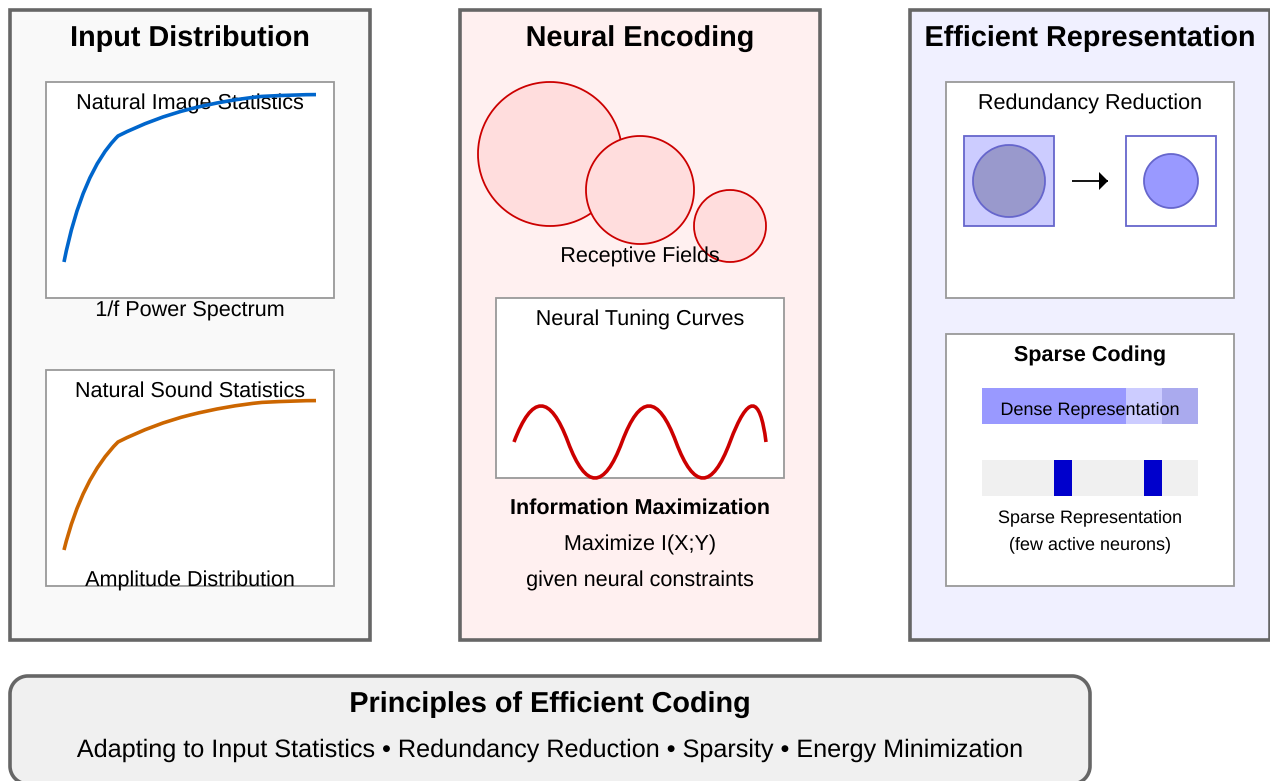 Input Distribution
Natural Image Statistics
1/f Power Spectrum
Natural Sound Statistics
Amplitude Distribution
Neural Encoding
Receptive Fields
Neural Tuning Curves
Information Maximization
Maximize I(X;Y)
given neural constraints
Efficient Representation
Redundancy Reduction
Sparse Coding
Dense Representation
Sparse Representation
(few active neurons)
Principles of Efficient Coding
Adapting to Input Statistics • Redundancy Reduction • Sparsity • Energy Minimization